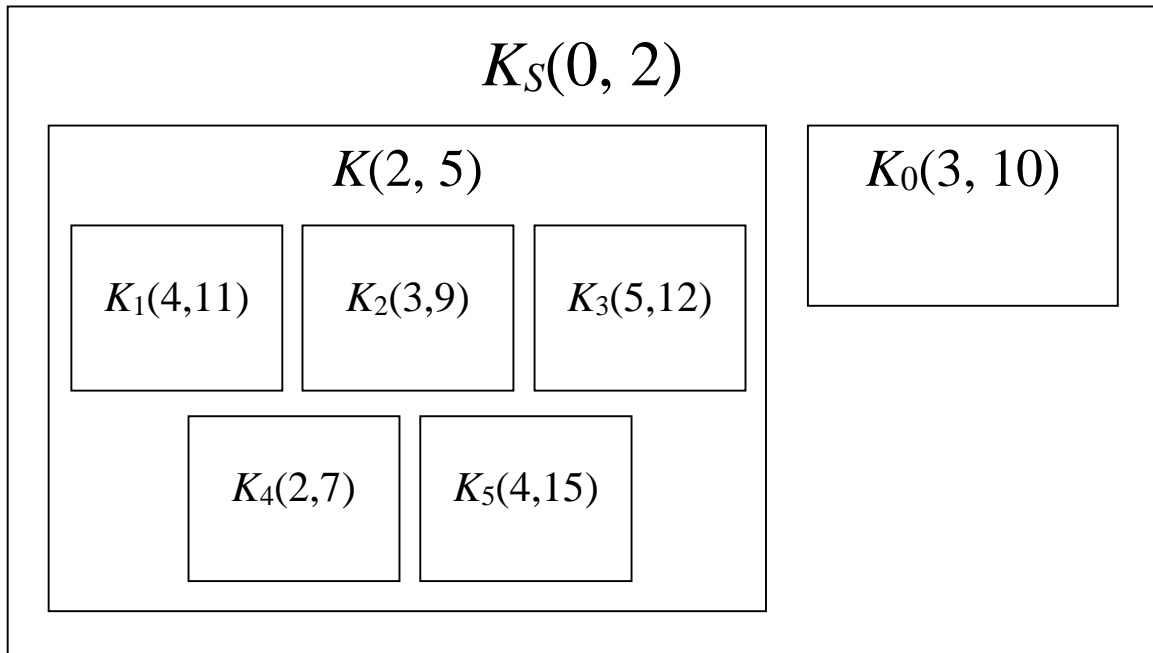 K_S(0, 2)
K(2, 5)
K₀(3, 10)
K₁(4,11)
K₂(3,9)
K₃(5,12)
K₄(2,7)
K₅(4,15)